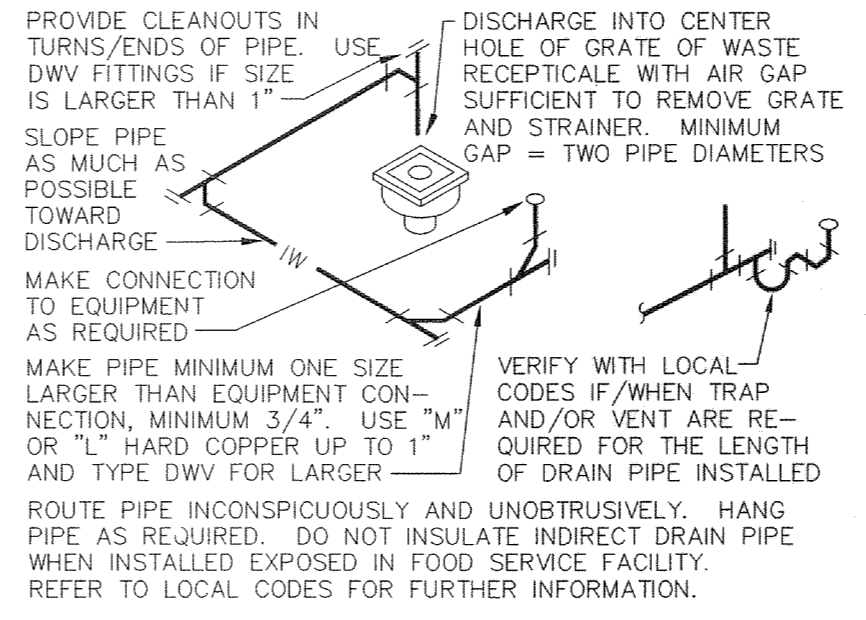 PROVIDE CLEANOUTS IN
TURNS/ENDS OF PIPE. USE
DWV FITTINGS IF SIZE
IS LARGER THAN 1"
DISCHARGE INTO CENTER
HOLE OF GRATE OF WASTE
RECEPTICALE WITH AIR GAP
SUFFICIENT TO REMOVE GRATE
AND STRAINER. MINIMUM
GAP = TWO PIPE DIAMETERS
SLOPE PIPE
AS MUCH AS
POSSIBLE
TOWARD
DISCHARGE
IW
MAKE CONNECTION
TO EQUIPMENT
AS REQUIRED
MAKE PIPE MINIMUM ONE SIZE
LARGER THAN EQUIPMENT CON-
NECTION, MINIMUM 3/4". USE "M"
OR "L" HARD COPPER UP TO 1"
AND TYPE DWV FOR LARGER
VERIFY WITH LOCAL
CODES IF/WHEN TRAP
AND/OR VENT ARE RE-
QUIRED FOR THE LENGTH
OF DRAIN PIPE INSTALLED
ROUTE PIPE INCONSPICUOUSLY AND UNOBTRUSIVELY. HANG
PIPE AS REQUIRED. DO NOT INSULATE INDIRECT DRAIN PIPE
WHEN INSTALLED EXPOSED IN FOOD SERVICE FACILITY.
REFER TO LOCAL CODES FOR FURTHER INFORMATION.